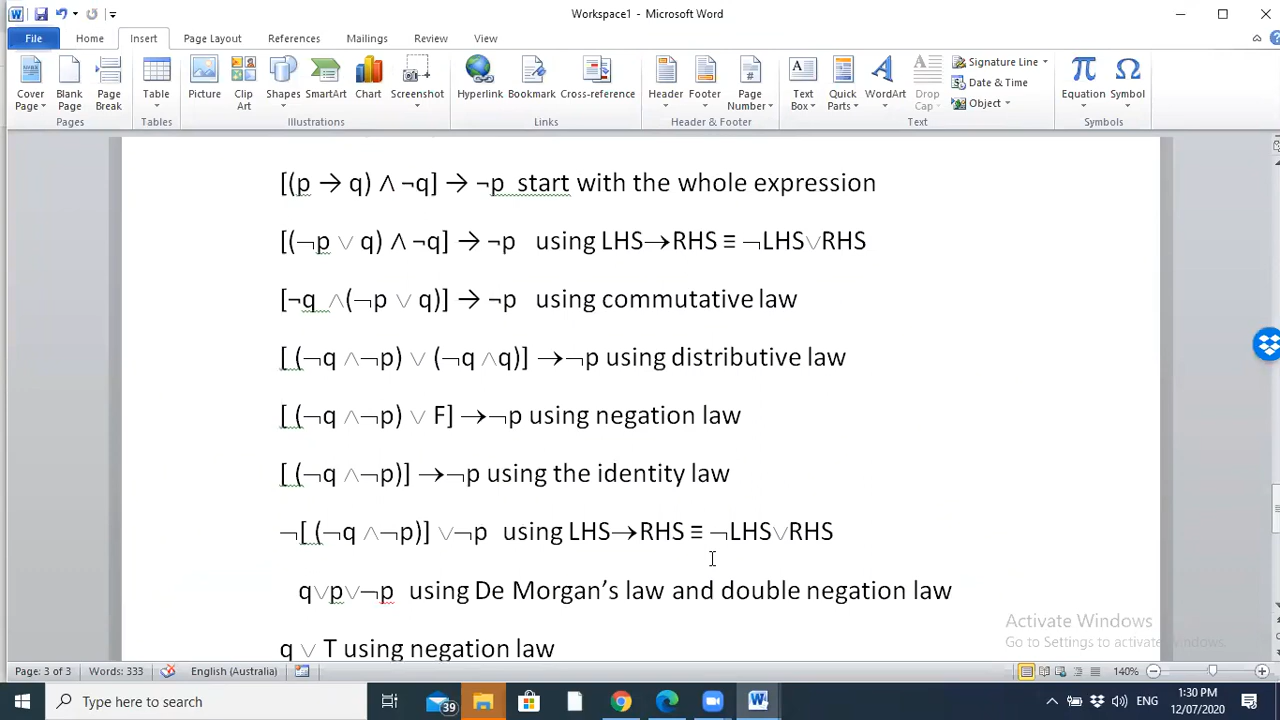 Workspace1 - Microsoft Word
File Home Insert Page Layout References Mailings Review View
Cover Page Blank Page Page Break Table Picture Clip Art Shapes SmartArt Chart Screenshot Hyperlink Bookmark Cross-reference Header Footer Page Number Text Box Quick Parts WordArt Drop Cap Signature Line Date & Time Object Equation Symbol
Pages Tables Illustrations Links Header & Footer Text Symbols
[(p → q) ∧ ¬q] → ¬p start with the whole expression
[(¬p ∨ q) ∧ ¬q] → ¬p using LHS→RHS ≡ ¬LHS∨RHS
[¬q ∧(¬p ∨ q)] → ¬p using commutative law
[ (¬q ∧¬p) ∨ (¬q ∧q)] →¬p using distributive law
[ (¬q ∧¬p) ∨ F] →¬p using negation law
[ (¬q ∧¬p)] →¬p using the identity law
¬[ (¬q ∧¬p)] ∨¬p using LHS→RHS ≡ ¬LHS∨RHS
q∨p∨¬p using De Morgan’s law and double negation law
q ∨ T using negation law
Activate Windows
Go to Settings to activate Windows.
Page: 3 of 3 Words: 333 English (Australia) 140%
Type here to search
39
ENG
1:30 PM
12/07/2020